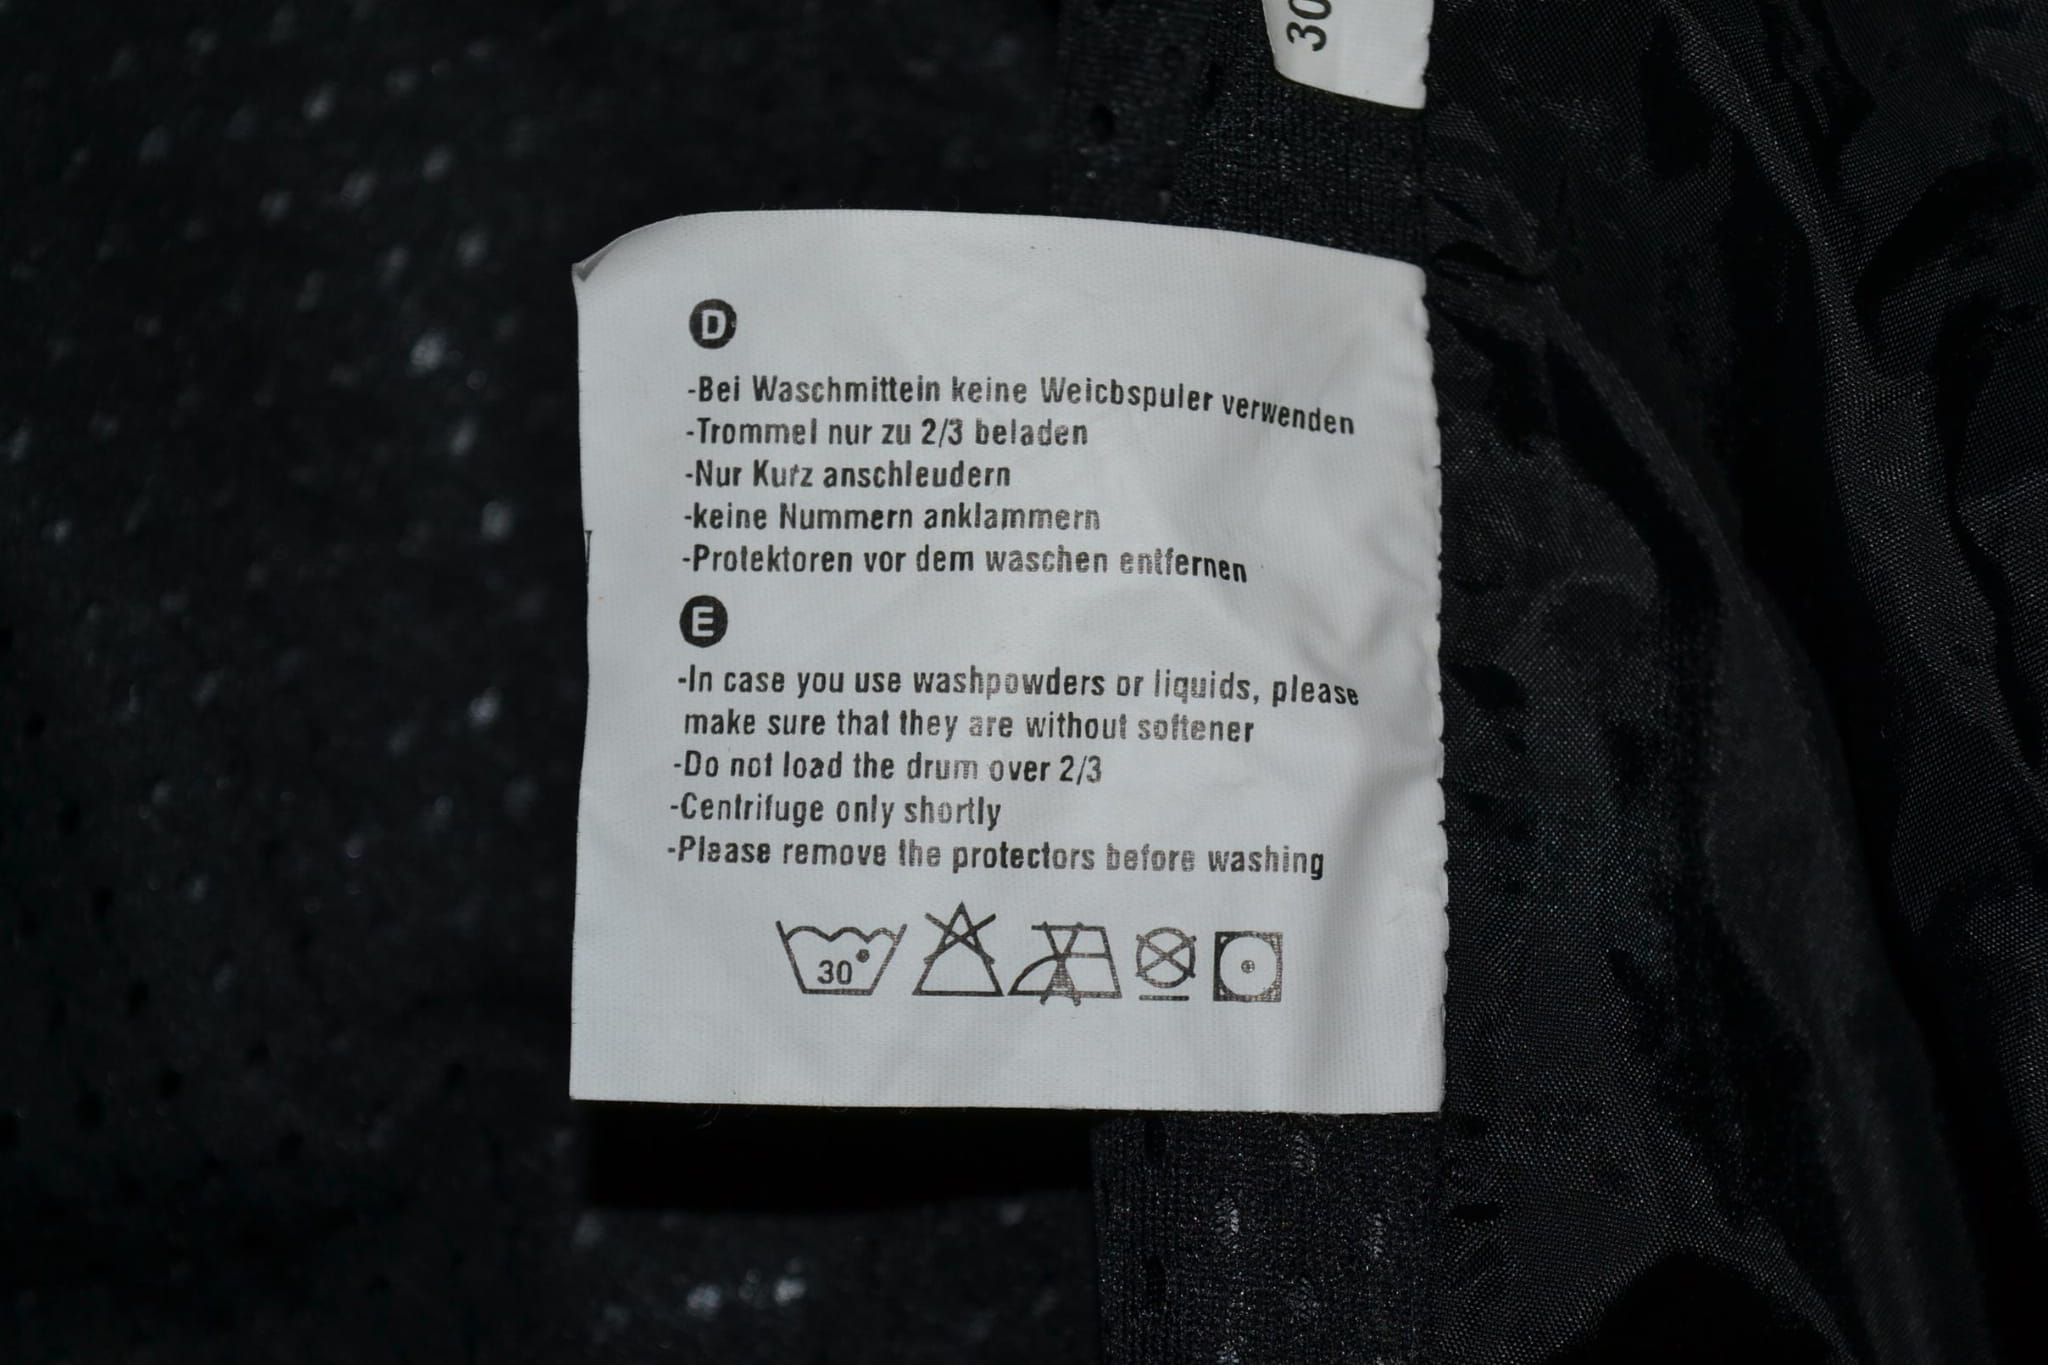 30
D
-Bei Waschmittein keine Weicbspuler verwenden
-Trommel nur zu 2/3 beladen
-Nur Kurz anschleudern
-keine Nummern anklammern
-Protektoren vor dem waschen entfernen
E
-In case you use washpowders or liquids, please
make sure that they are without softener
-Do not load the drum over 2/3
-Centrifuge only shortly
-Please remove the protectors before washing
30°